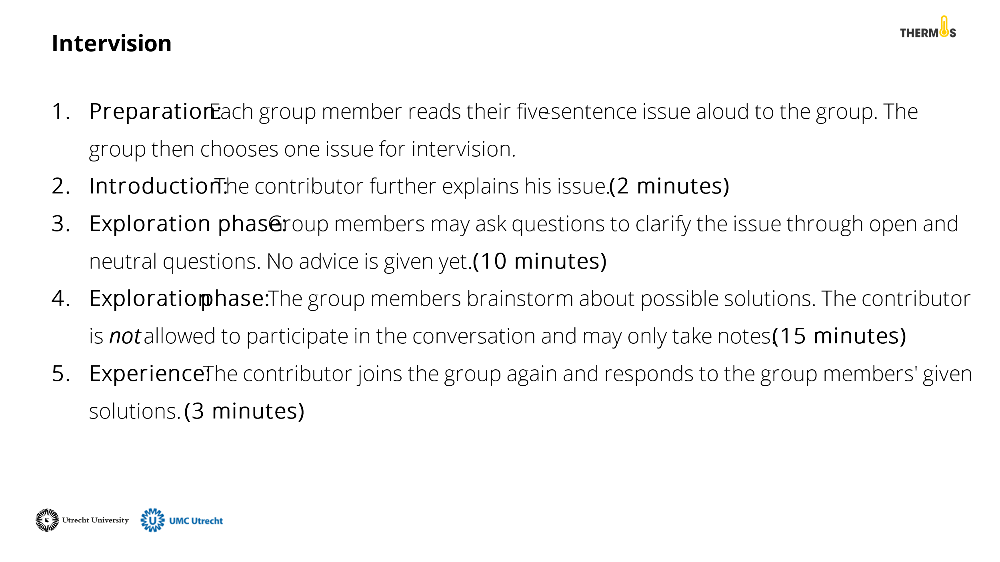 Intervision
THERMOS
1. Preparation: Each group member reads their five-sentence issue aloud to the group. The
group then chooses one issue for intervision.
2. Introduction: The contributor further explains his issue. (2 minutes)
3. Exploration phase: Group members may ask questions to clarify the issue through open and
neutral questions. No advice is given yet. (10 minutes)
4. Exploration phase: The group members brainstorm about possible solutions. The contributor
is not allowed to participate in the conversation and may only take notes. (15 minutes)
5. Experience: The contributor joins the group again and responds to the group members' given
solutions. (3 minutes)
Utrecht University
U UMC Utrecht